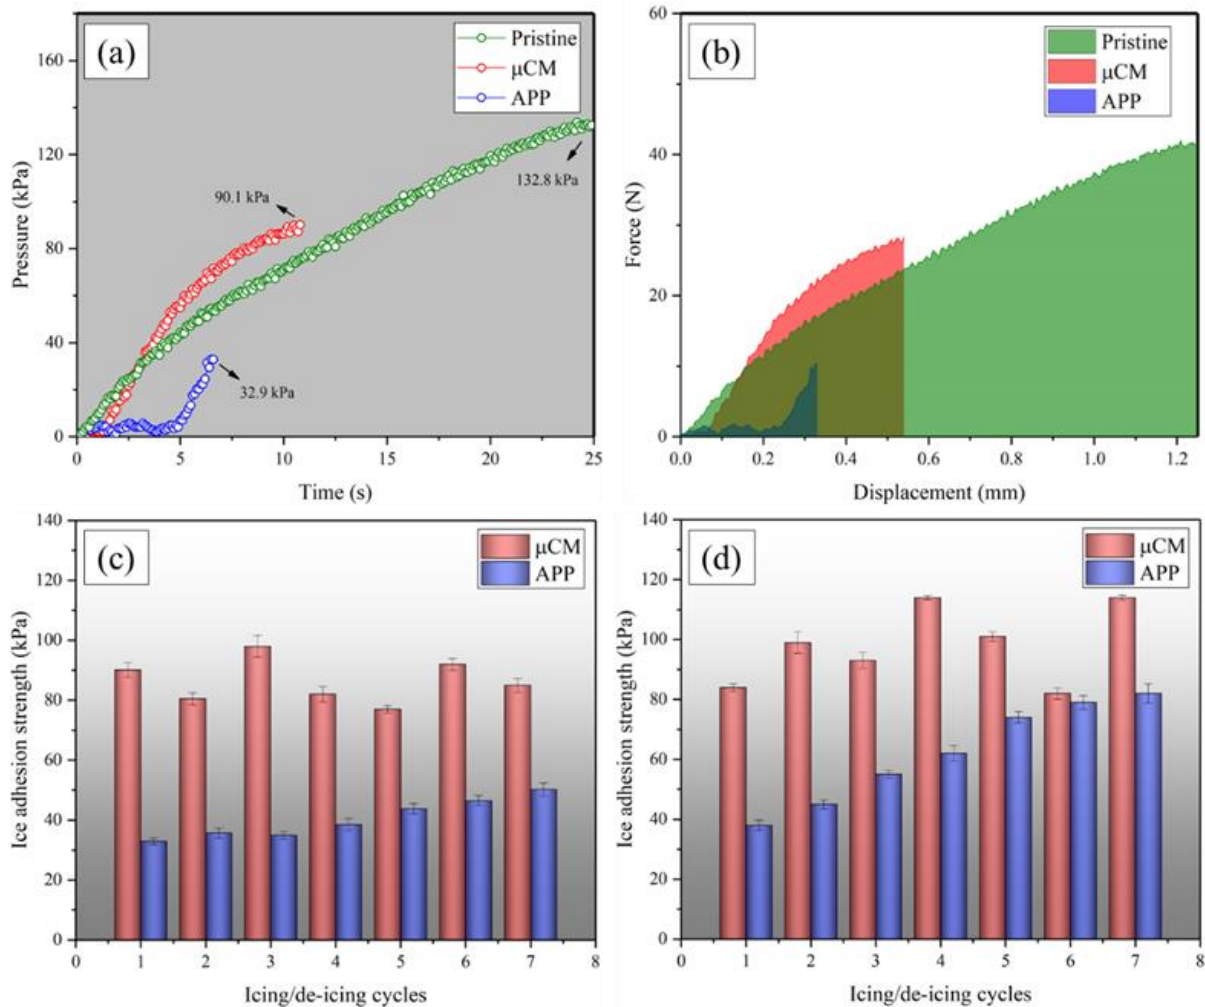 (a)
Pristine
μCM
APP
160
120
80
40
0
Pressure (kPa)
90.1 kPa
132.8 kPa
32.9 kPa
0 5 10 15 20 25
Time (s)
(b)
Pristine
μCM
APP
60
40
20
0
Force (N)
0.0 0.2 0.4 0.6 0.8 1.0 1.2
Displacement (mm)
(c)
μCM
APP
140
120
100
80
60
40
20
0
Ice adhesion strength (kPa)
0 1 2 3 4 5 6 7 8
Icing/de-icing cycles
(d)
μCM
APP
140
120
100
80
60
40
20
0
Ice adhesion strength (kPa)
0 1 2 3 4 5 6 7 8
Icing/de-icing cycles